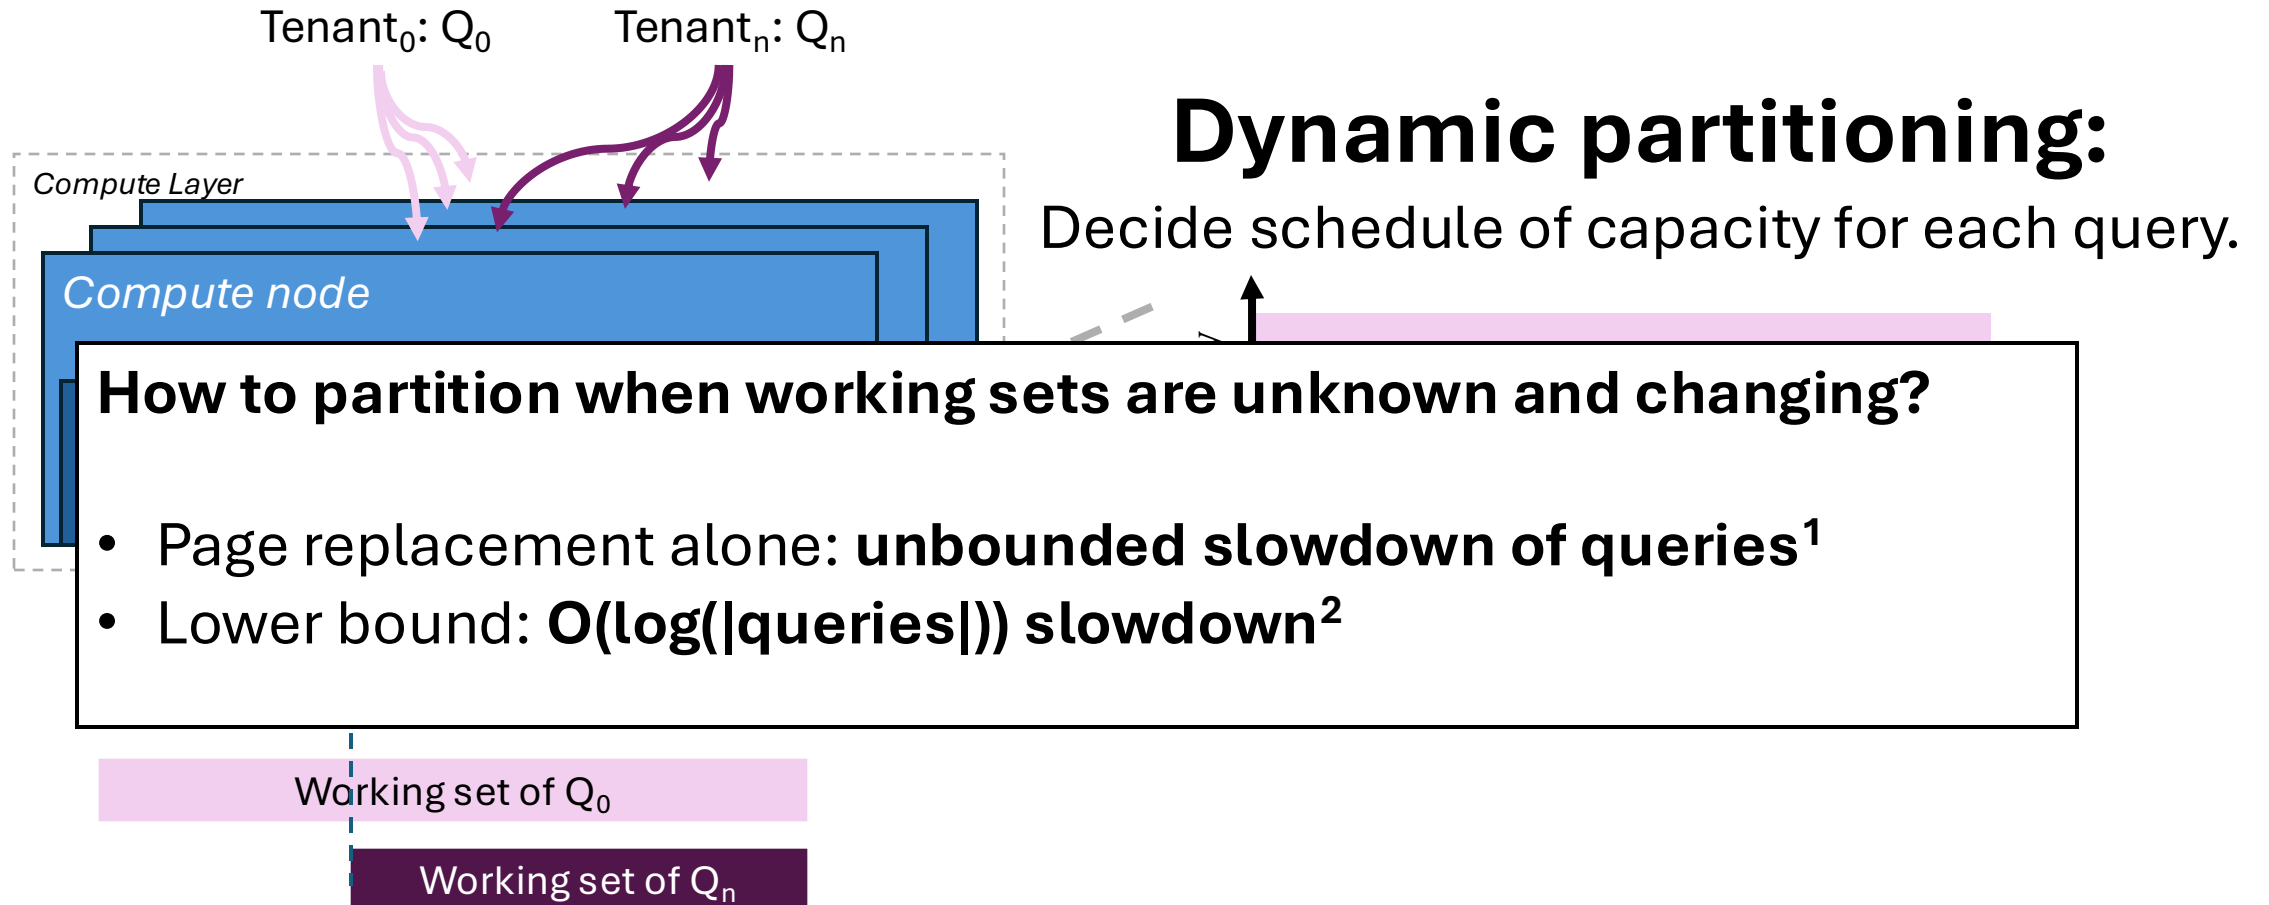 Tenant₀: Q₀
Tenantₙ: Qₙ
Dynamic partitioning:
Decide schedule of capacity for each query.
Compute Layer
Compute node
How to partition when working sets are unknown and changing?
• Page replacement alone: unbounded slowdown of queries¹
• Lower bound: O(log(|queries|)) slowdown²
Working set of Q₀
Working set of Qₙ